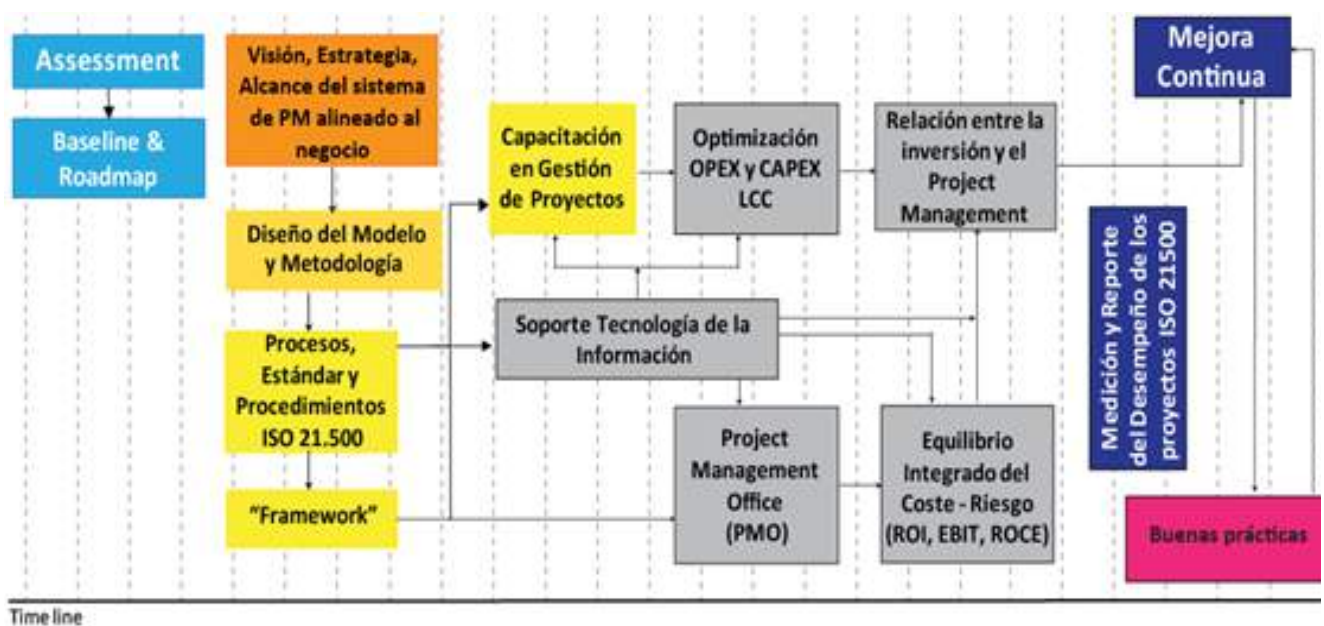 Assessment
Baseline &
Roadmap
Visión, Estrategia,
Alcance del sistema
de PM alineado al
negocio
Diseño del Modelo
y Metodología
Procesos,
Estándar y
Procedimientos
ISO 21.500
“Framework”
Capacitación
en Gestión
de Proyectos
Optimización
OPEX y CAPEX
LCC
Relación entre la
inversión y el
Project
Management
Soporte Tecnología de la
Información
Project
Management
Office
(PMO)
Equilibrio
Integrado del
Coste - Riesgo
(ROI, EBIT, ROCE)
Mejora
Continua
Medición y Reporte
del Desempeño de los
proyectos ISO 21500
Buenas prácticas
Time line